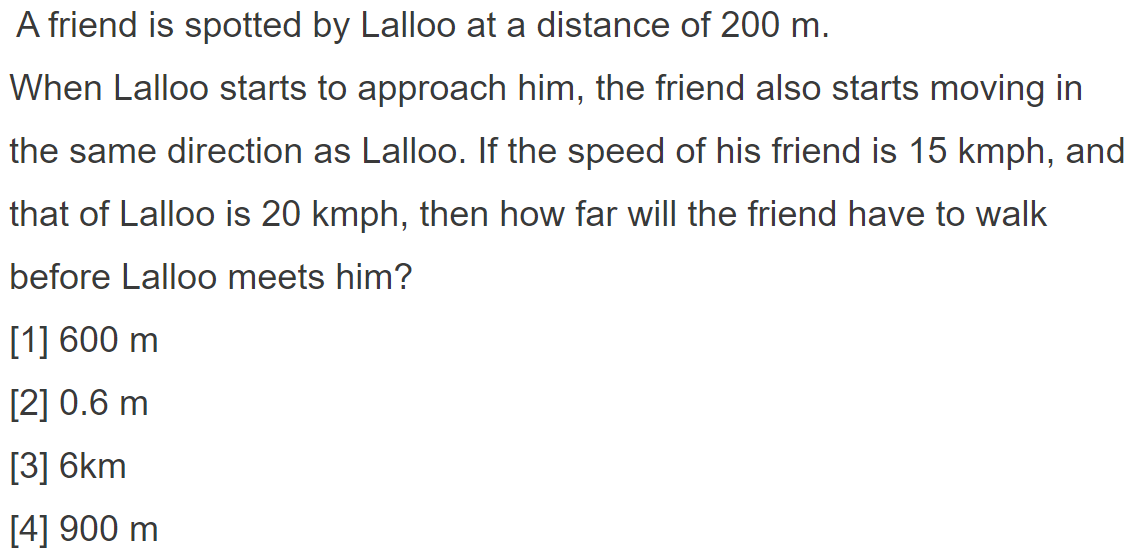 A friend is spotted by Lalloo at a distance of 200 m.
When Lalloo starts to approach him, the friend also starts moving in
the same direction as Lalloo. If the speed of his friend is 15 kmph, and
that of Lalloo is 20 kmph, then how far will the friend have to walk
before Lalloo meets him?
[1] 600 m
[2] 0.6 m
[3] 6km
[4] 900 m